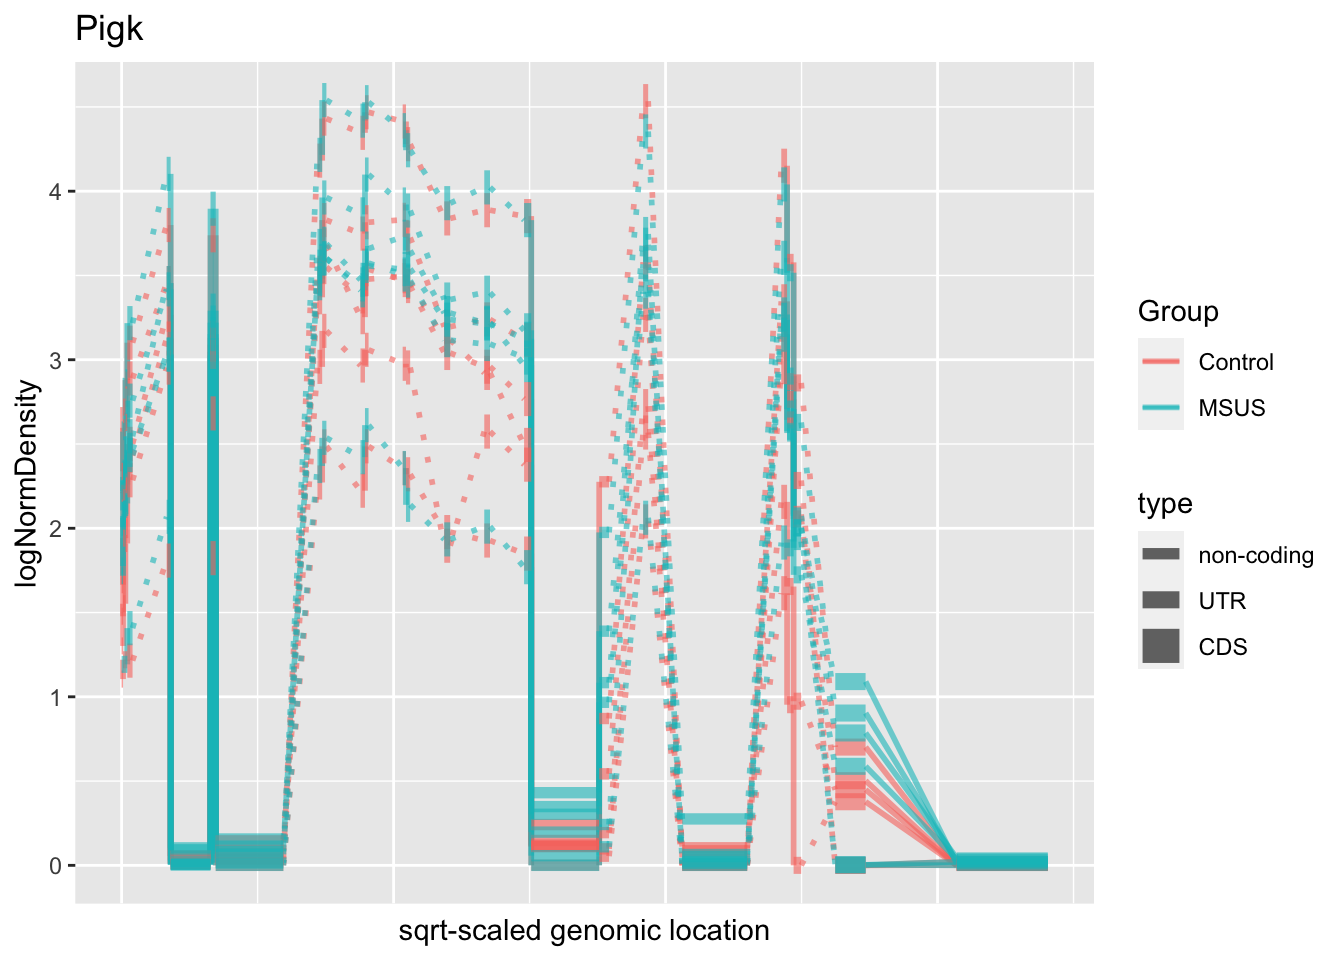 Pigk
logNormDensity
4
3
2
1
0
sqrt-scaled genomic location
Group
Control
MSUS
type
non-coding
UTR
CDS